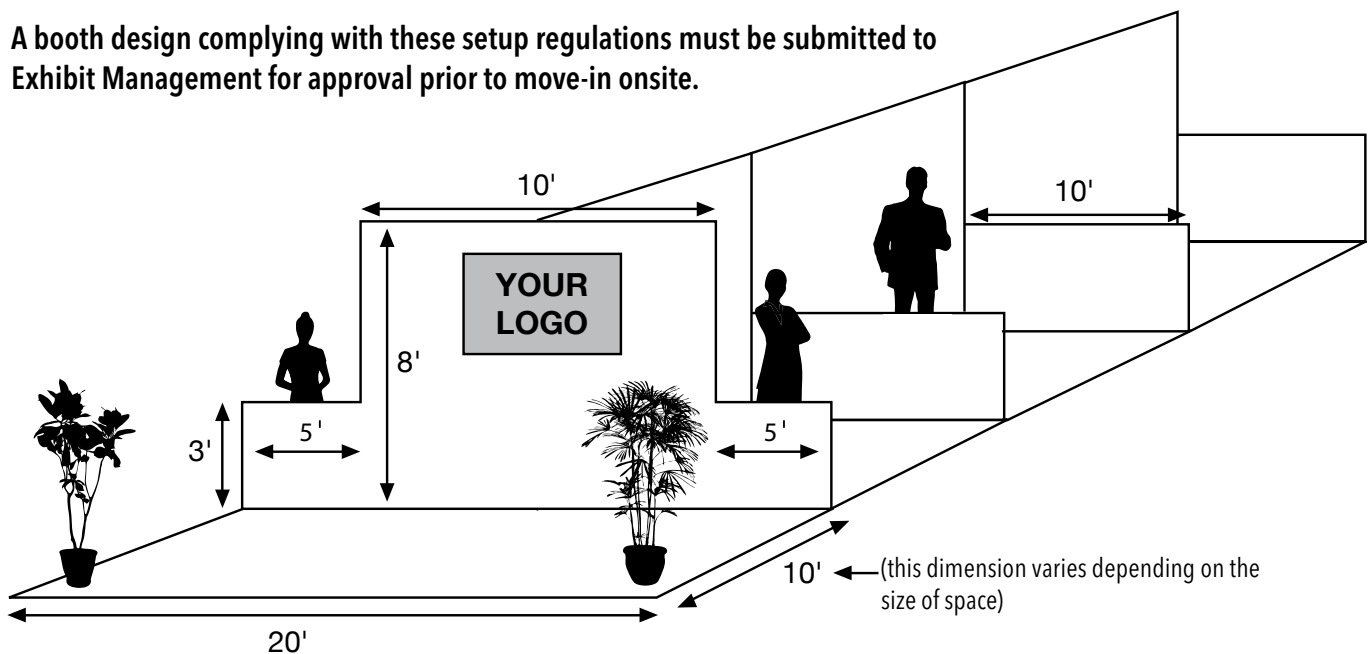 A booth design complying with these setup regulations must be submitted to
Exhibit Management for approval prior to move-in onsite.
10'
10'
YOUR
LOGO
8'
3'
5'
5'
10'
(this dimension varies depending on the
size of space)
20'